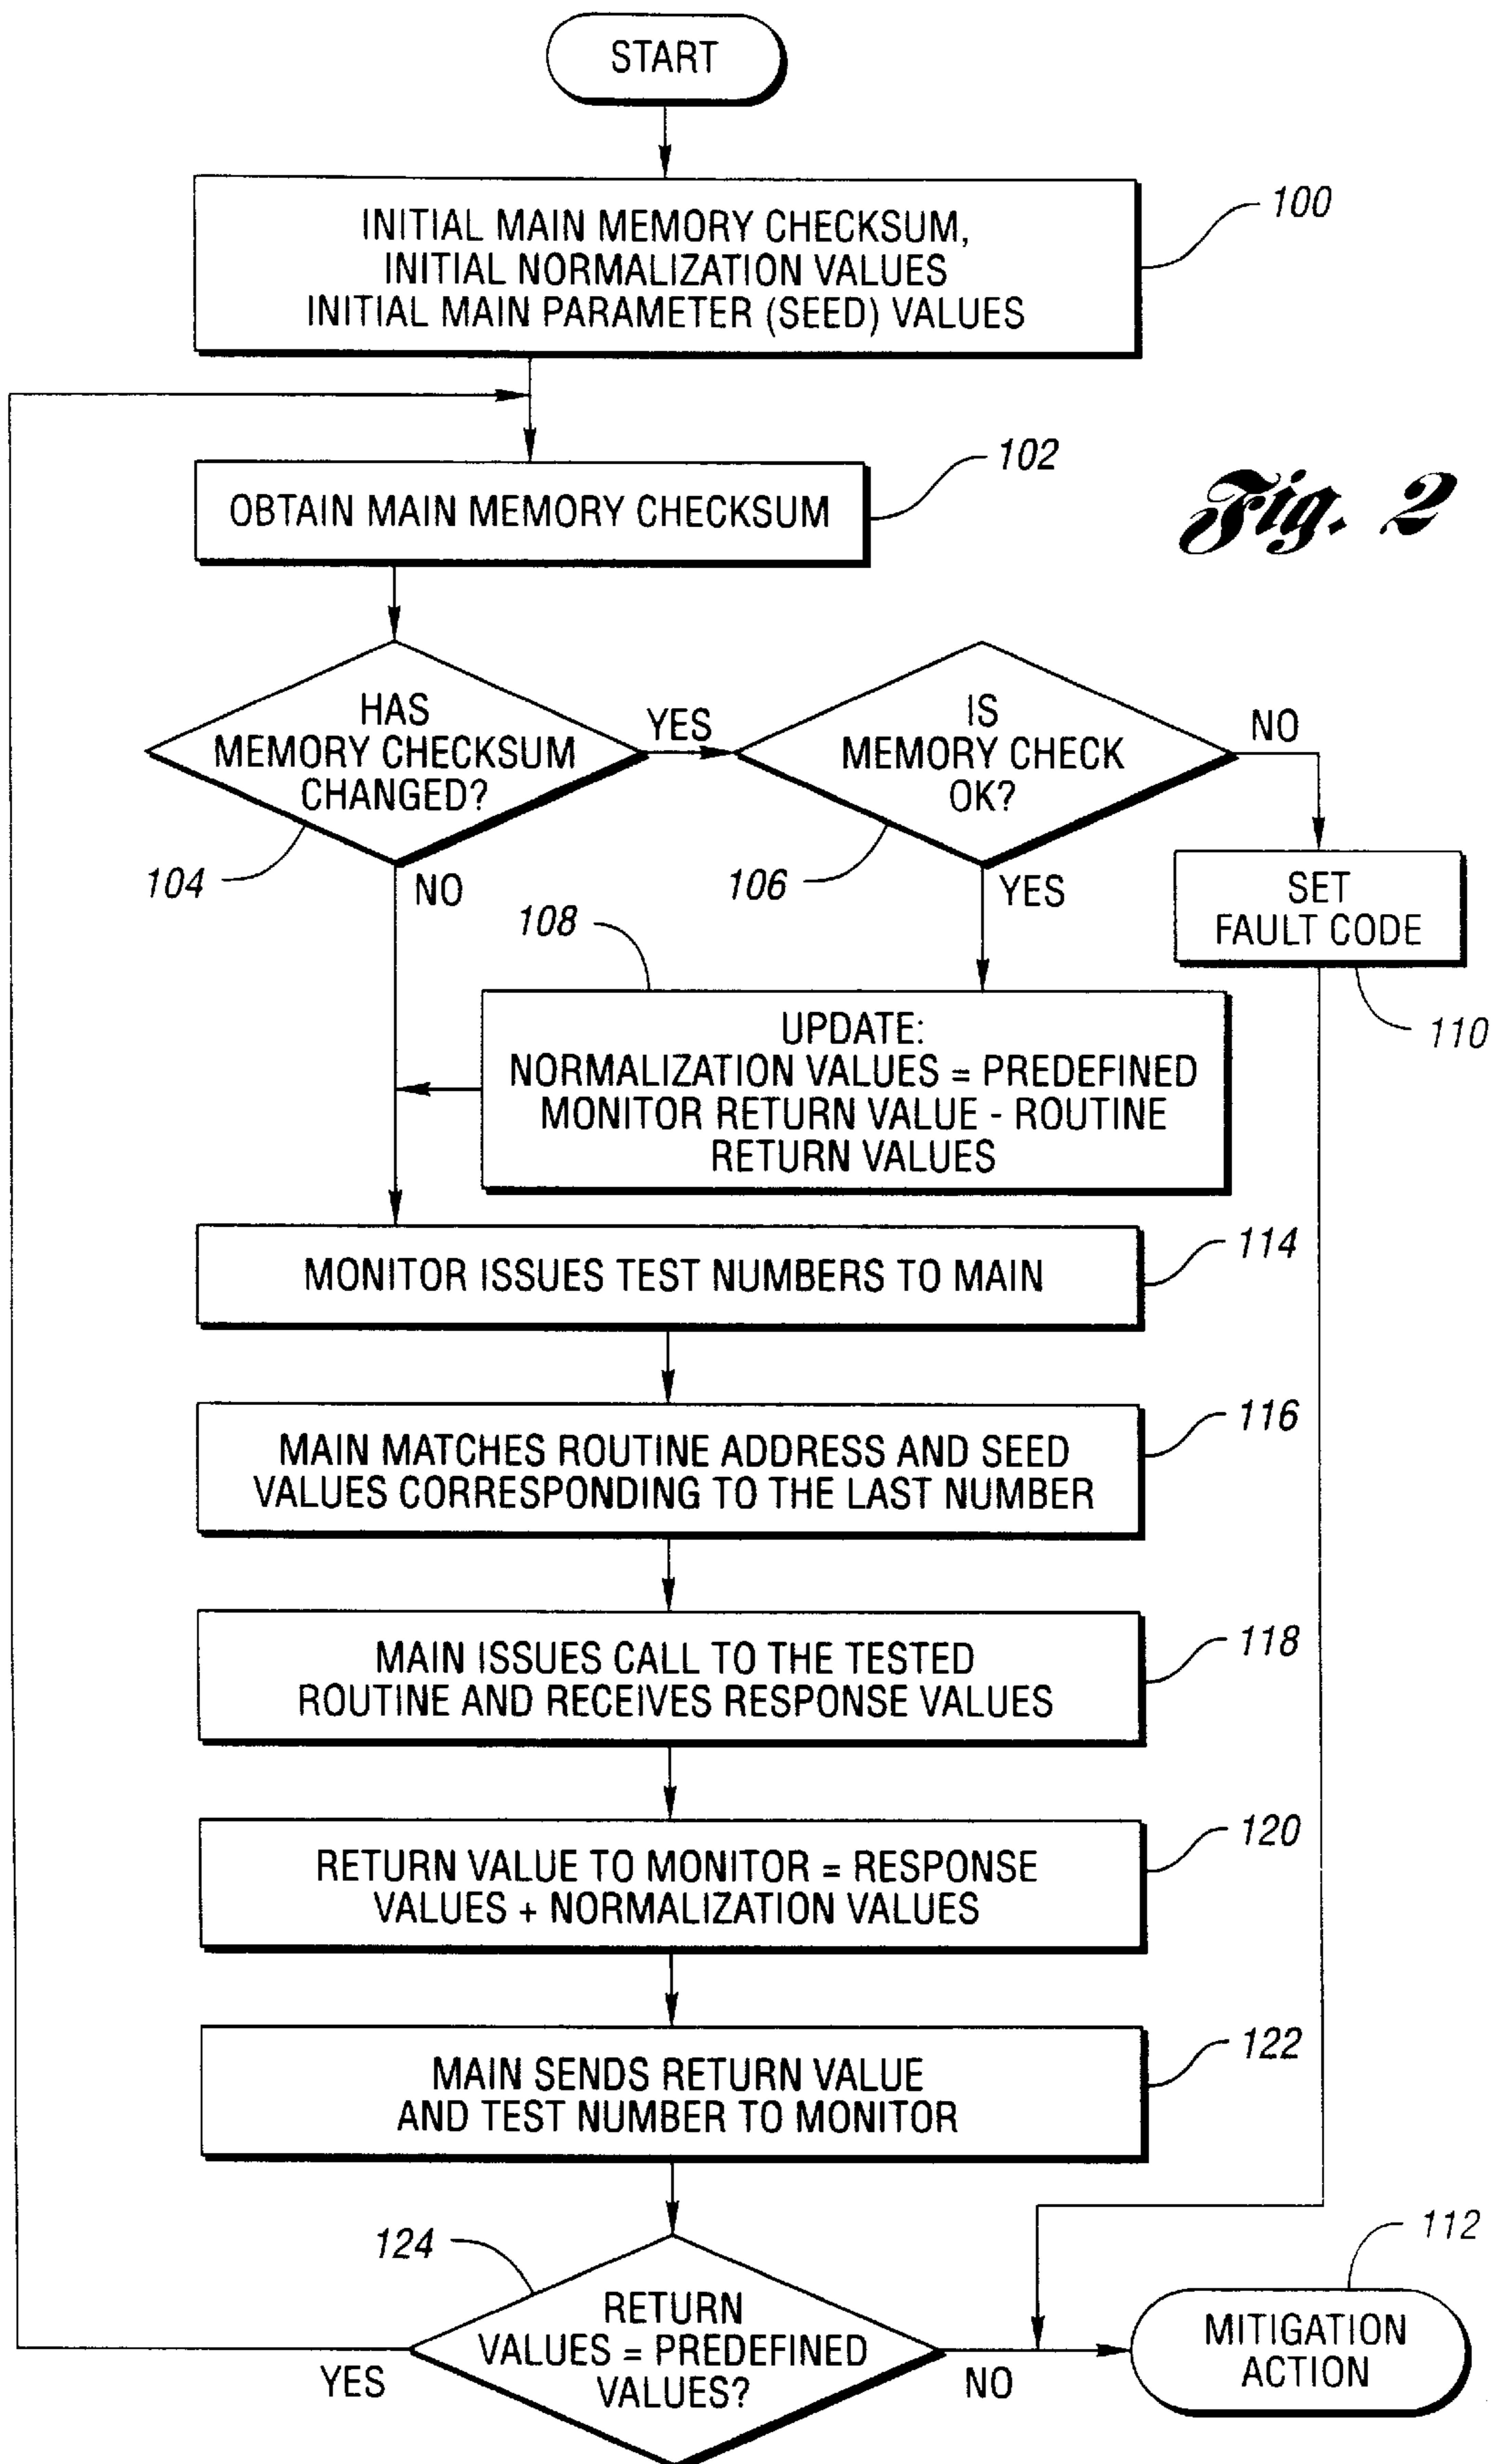 START
INITIAL MAIN MEMORY CHECKSUM,
INITIAL NORMALIZATION VALUES
INITIAL MAIN PARAMETER (SEED) VALUES
100
OBTAIN MAIN MEMORY CHECKSUM
102
Fig. 2
HAS
MEMORY CHECKSUM
CHANGED?
104
YES
NO
IS
MEMORY CHECK
OK?
106
NO
YES
SET
FAULT CODE
110
108
UPDATE:
NORMALIZATION VALUES = PREDEFINED
MONITOR RETURN VALUE - ROUTINE
RETURN VALUES
MONITOR ISSUES TEST NUMBERS TO MAIN
114
MAIN MATCHES ROUTINE ADDRESS AND SEED
VALUES CORRESPONDING TO THE LAST NUMBER
116
MAIN ISSUES CALL TO THE TESTED
ROUTINE AND RECEIVES RESPONSE VALUES
118
RETURN VALUE TO MONITOR = RESPONSE
VALUES + NORMALIZATION VALUES
120
MAIN SENDS RETURN VALUE
AND TEST NUMBER TO MONITOR
122
124
RETURN
VALUES = PREDEFINED
VALUES?
YES
NO
112
MITIGATION
ACTION